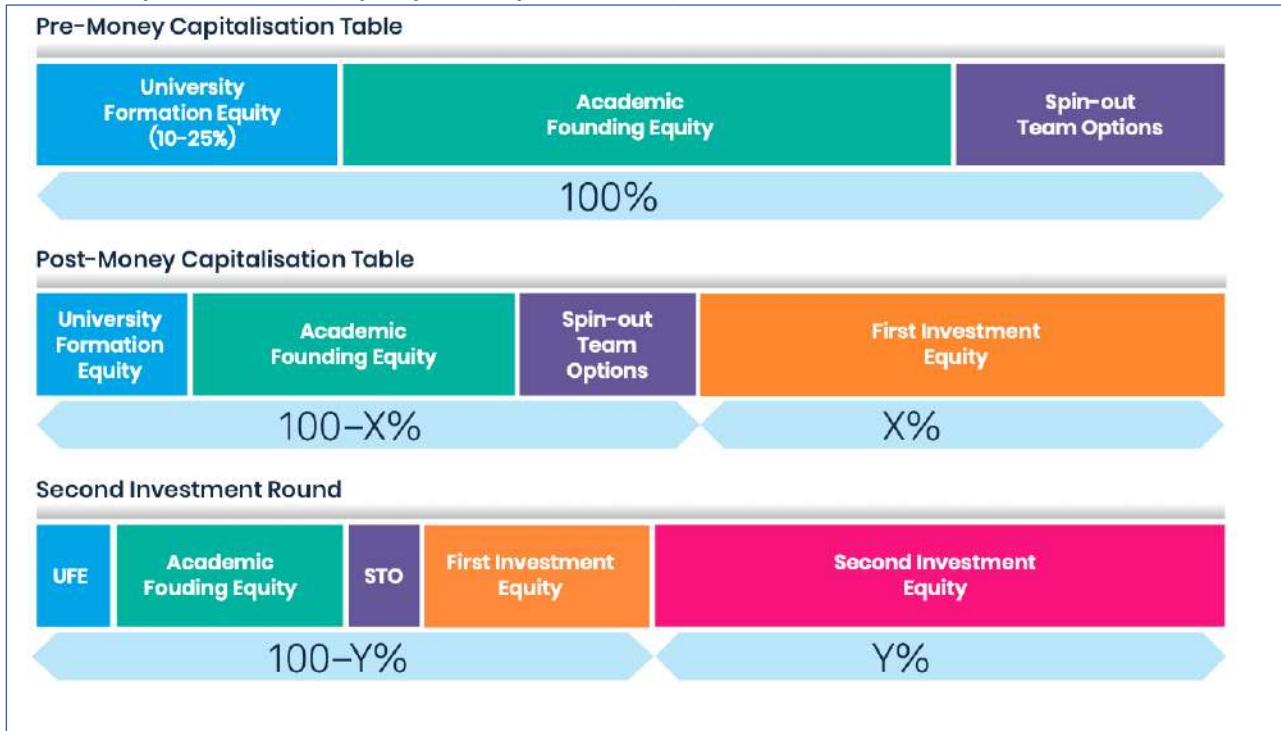 Pre-Money Capitalisation Table
University
Formation Equity
(10-25%)
Academic
Founding Equity
Spin-out
Team Options
100%
Post-Money Capitalisation Table
University
Formation
Equity
Academic
Founding Equity
Spin-out
Team
Options
First Investment
Equity
100-X%
X%
Second Investment Round
UFE
Academic
Fouding Equity
STO
First Investment
Equity
Second Investment
Equity
100-Y%
Y%